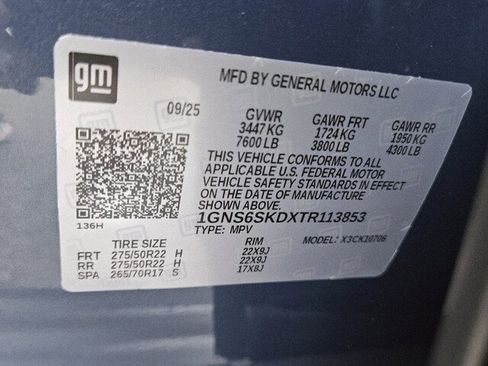 gm
MFD BY GENERAL MOTORS LLC
09/25
GVWR GAWR FRT GAWR RR
3447 KG 1724 KG 1950 KG
7600 LB 3800 LB 4300 LB
THIS VEHICLE CONFORMS TO ALL
APPLICABLE U.S. FEDERAL MOTOR
VEHICLE SAFETY STANDARDS IN EFFECT
ON THE DATE OF MANUFACTURE
SHOWN ABOVE.
136H
1GNS6SKDXTR113853
TYPE: MPV MODEL: X3CK10706
TIRE SIZE RIM
FRT 275/50R22 H 22X9J
RR 275/50R22 H 22X9J
SPA 265/70R17 S 17X8J